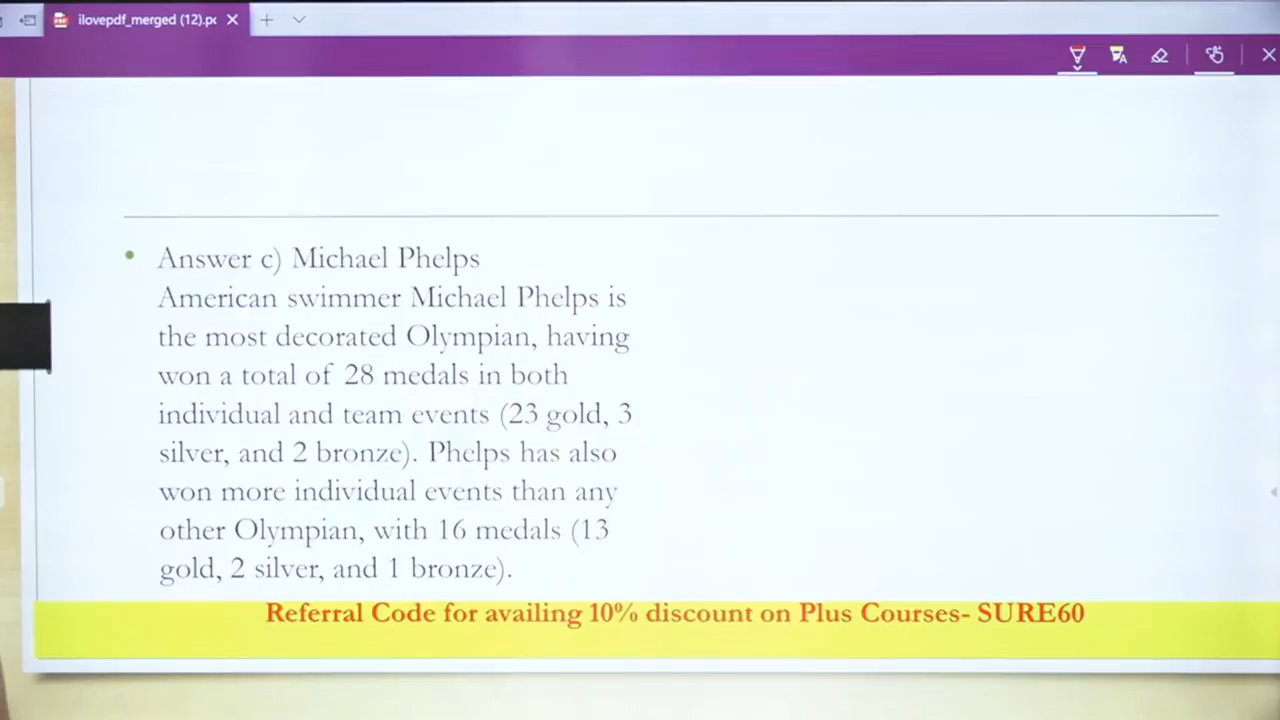 ilovepdf_merged (12).pc
Answer c) Michael Phelps
American swimmer Michael Phelps is
the most decorated Olympian, having
won a total of 28 medals in both
individual and team events (23 gold, 3
silver, and 2 bronze). Phelps has also
won more individual events than any
other Olympian, with 16 medals (13
gold, 2 silver, and 1 bronze).
Referral Code for availing 10% discount on Plus Courses- SURE60